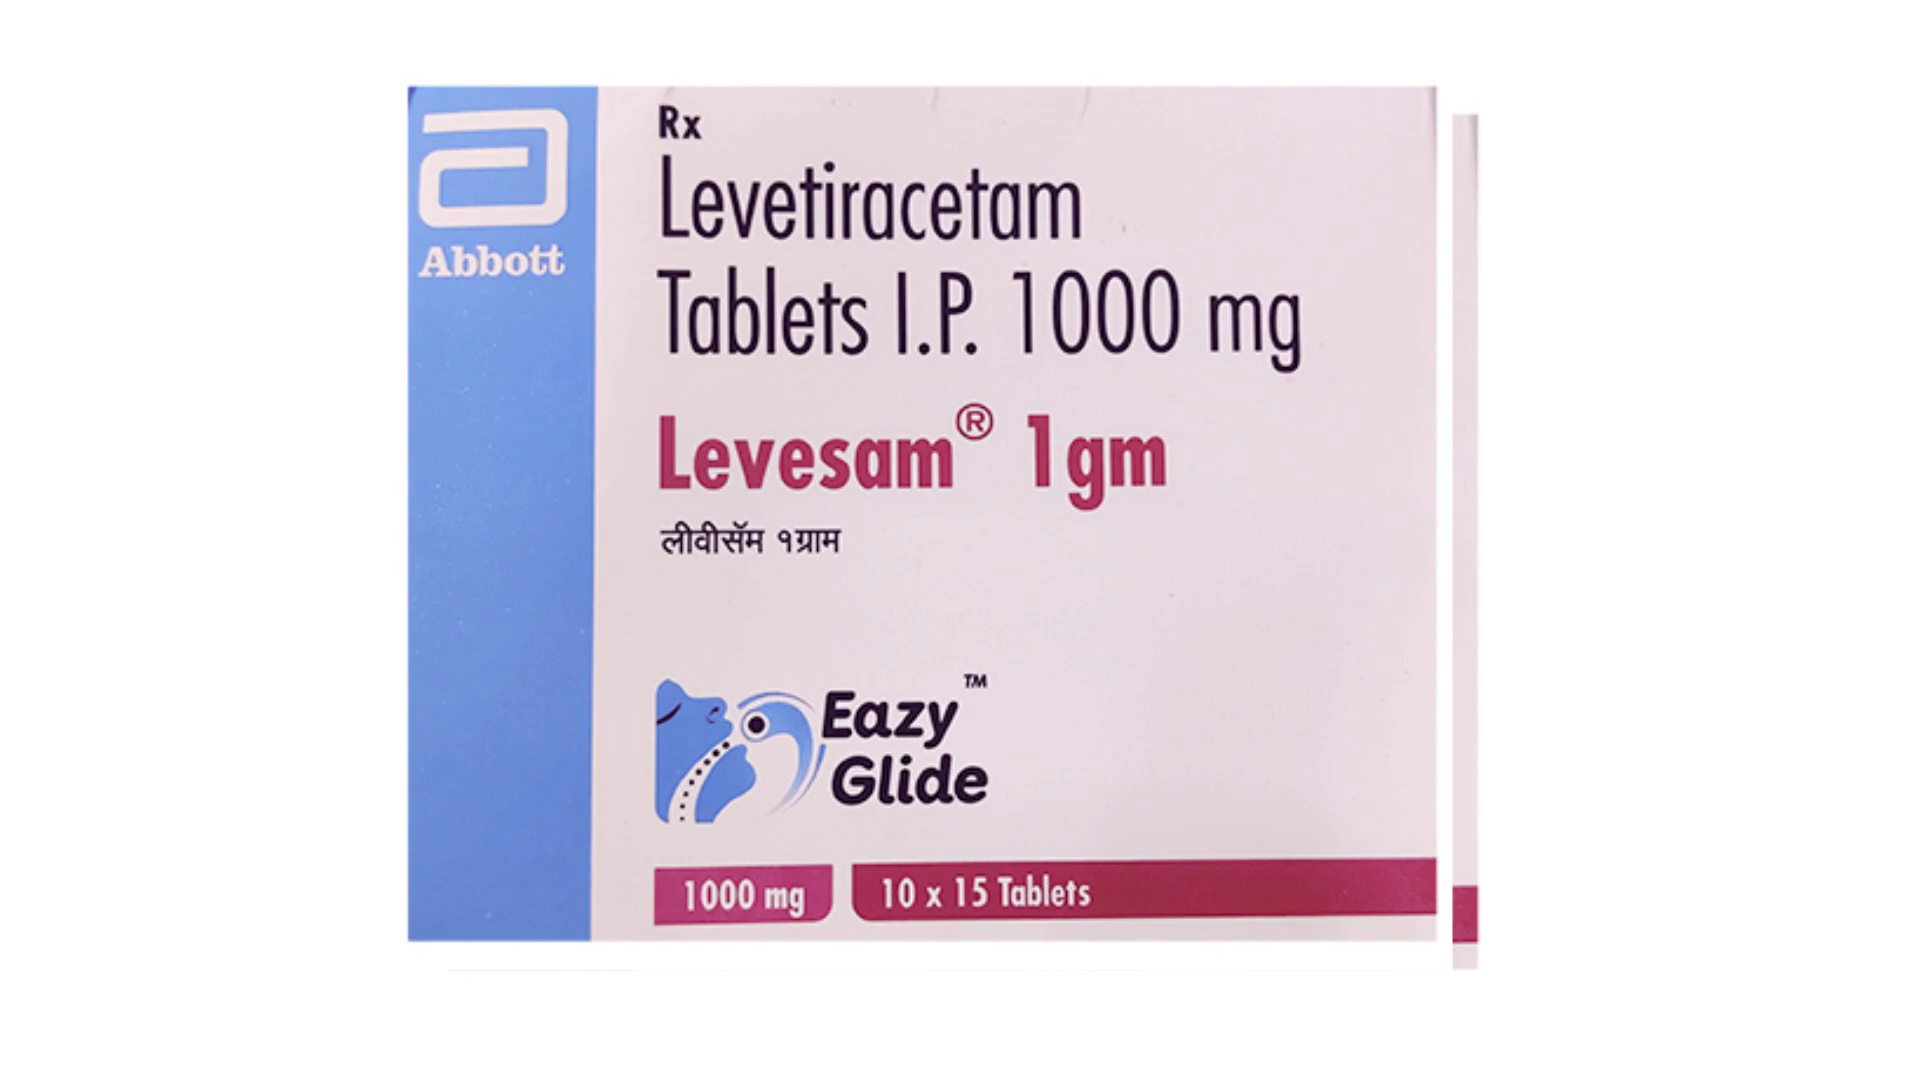 Abbott
Rx
Levetiracetam
Tablets I.P. 1000 mg
Levesam® 1gm
लीवीसॅम १ग्राम
Eazy™
Glide
1000 mg
10 x 15 Tablets